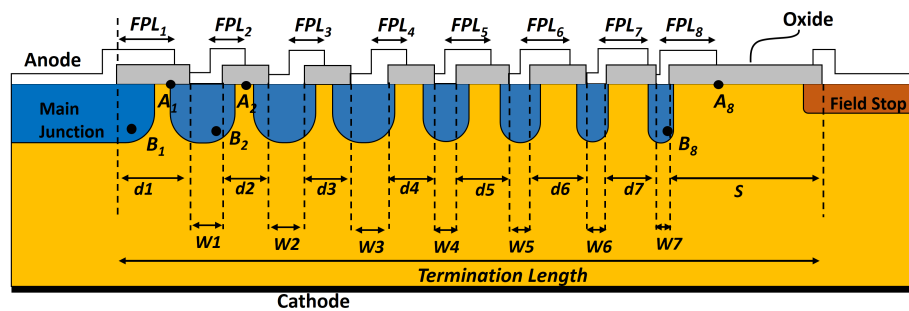 FPL1 FPL2 FPL3 FPL4 FPL5 FPL6 FPL7 FPL8 Oxide
Anode
A1 A2 A8
Main
Junction
Field Stop
B1 B2 B8
d1 d2 d3 d4 d5 d6 d7 S
W1 W2 W3 W4 W5 W6 W7
Termination Length
Cathode